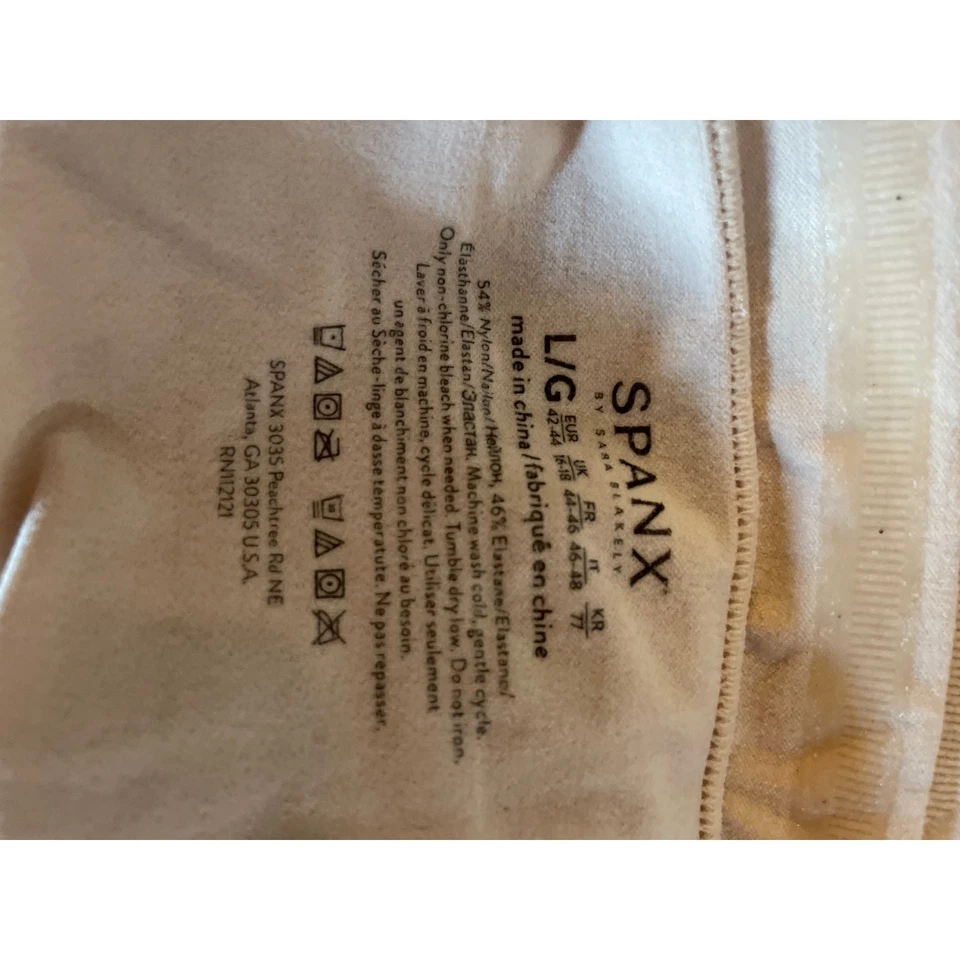 SPANX®
BY SARA BLAKELY
L/G EUR 42-44 UK 16-18 FR 44-46 IT 46-48 KR 77
made in china / fabriqué en chine
54% Nylon/Nailon/Нейлон, 46% Elastane/Elastano/
Élasthanne/Elastan/Эластан. Machine wash cold, gentle cycle.
Only non-chlorine bleach when needed. Tumble dry low. Do not iron.
Laver à froid en machine, cycle délicat. Utiliser seulement
un agent de blanchiment non chloré au besoin.
Sécher au Sèche-linge à dasse température. Ne pas repasser.
SPANX 3035 Peachtree Rd NE
Atlanta, GA 30305 U.S.A.
RN112121